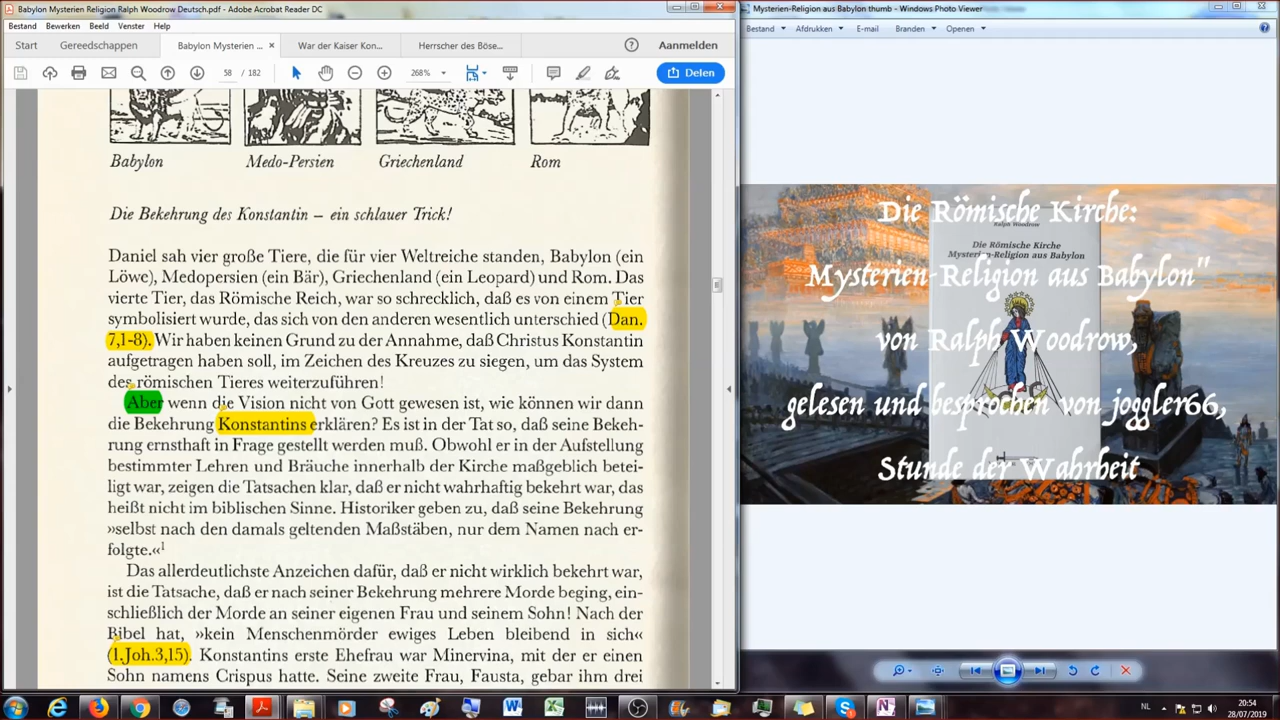 Babylon Mysterien Religion Ralph Woodrow Deutsch.pdf - Adobe Acrobat Reader DC
Bestand Bewerken Beeld Venster Help
Start Gereedschappen Babylon Mysterien ... × War der Kaiser Kon... Herrscher des Böse... Aanmelden
58 / 182 268% Delen
Babylon Medo-Persien Griechenland Rom
Die Bekehrung des Konstantin – ein schlauer Trick!
Daniel sah vier große Tiere, die für vier Weltreiche standen, Babylon (ein
Löwe), Medopersien (ein Bär), Griechenland (ein Leopard) und Rom. Das
vierte Tier, das Römische Reich, war so schrecklich, daß es von einem Tier
symbolisiert wurde, das sich von den anderen wesentlich unterschied (Dan.
7,1-8). Wir haben keinen Grund zu der Annahme, daß Christus Konstantin
aufgetragen haben soll, im Zeichen des Kreuzes zu siegen, um das System
des römischen Tieres weiterzuführen!
Aber wenn die Vision nicht von Gott gewesen ist, wie können wir dann
die Bekehrung Konstantins erklären? Es ist in der Tat so, daß seine Bekeh-
rung ernsthaft in Frage gestellt werden muß. Obwohl er in der Aufstellung
bestimmter Lehren und Bräuche innerhalb der Kirche maßgeblich betei-
ligt war, zeigen die Tatsachen klar, daß er nicht wahrhaftig bekehrt war, das
heißt nicht im biblischen Sinne. Historiker geben zu, daß seine Bekehrung
»selbst nach den damals geltenden Maßstäben, nur dem Namen nach er-
folgte.«¹
Das allerdeutlichste Anzeichen dafür, daß er nicht wirklich bekehrt war,
ist die Tatsache, daß er nach seiner Bekehrung mehrere Morde beging, ein-
schließlich der Morde an seiner eigenen Frau und seinem Sohn! Nach der
Bibel hat, »kein Menschenmörder ewiges Leben bleibend in sich«
(1.Joh.3,15). Konstantins erste Ehefrau war Minervina, mit der er einen
Sohn namens Crispus hatte. Seine zweite Frau, Fausta, gebar ihm drei
Mysterien-Religion aus Babylon thumb - Windows Photo Viewer
Bestand Afdrukken E-mail Branden Openen
Die Römische Kirche:
Ralph Woodrow
Die Römische Kirche
Mysterien-Religion aus Babylon
Mysterien-Religion aus Babylon"
von Ralph Woodrow,
gelesen und besprochen von joggler66,
Stunde der Wahrheit
NL 20:54
28/07/2019